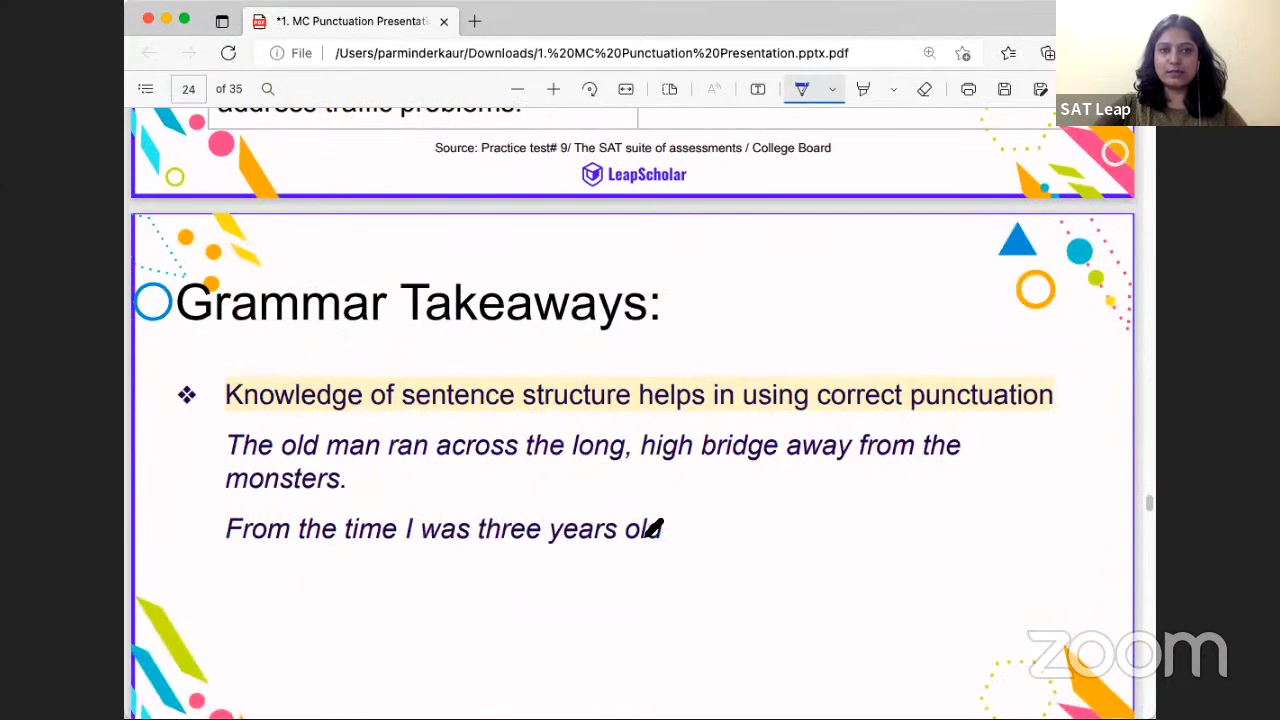 *1. MC Punctuation Presentati
File
/Users/parminderkaur/Downloads/1.%20MC%20Punctuation%20Presentation.pptx.pdf
24 of 35
SAT Leap
address traffic problems.
Source: Practice test# 9/ The SAT suite of assessments / College Board
LeapScholar
Grammar Takeaways:
Knowledge of sentence structure helps in using correct punctuation
The old man ran across the long, high bridge away from the
monsters.
From the time I was three years old
zoom